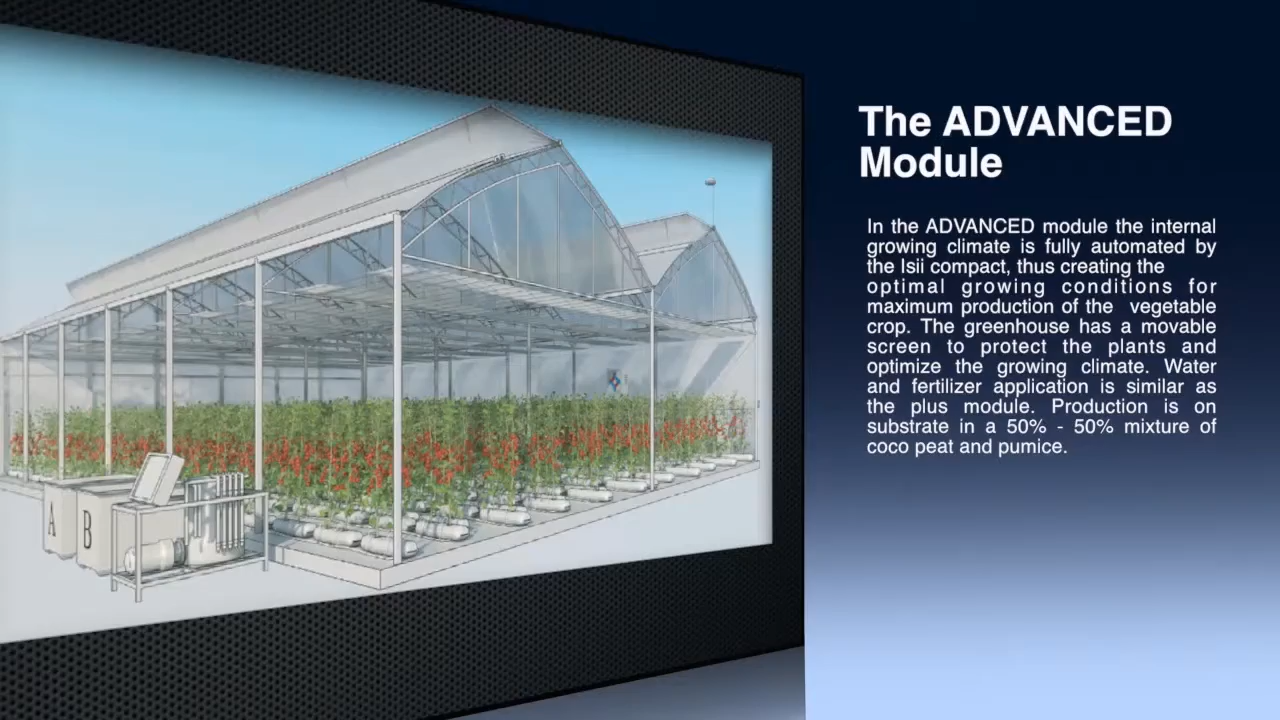 The ADVANCED
Module
In the ADVANCED module the internal
growing climate is fully automated by
the Isii compact, thus creating the
optimal growing conditions for
maximum production of the vegetable
crop. The greenhouse has a movable
screen to protect the plants and
optimize the growing climate. Water
and fertilizer application is similar as
the plus module. Production is on
substrate in a 50% - 50% mixture of
coco peat and pumice.
A
B